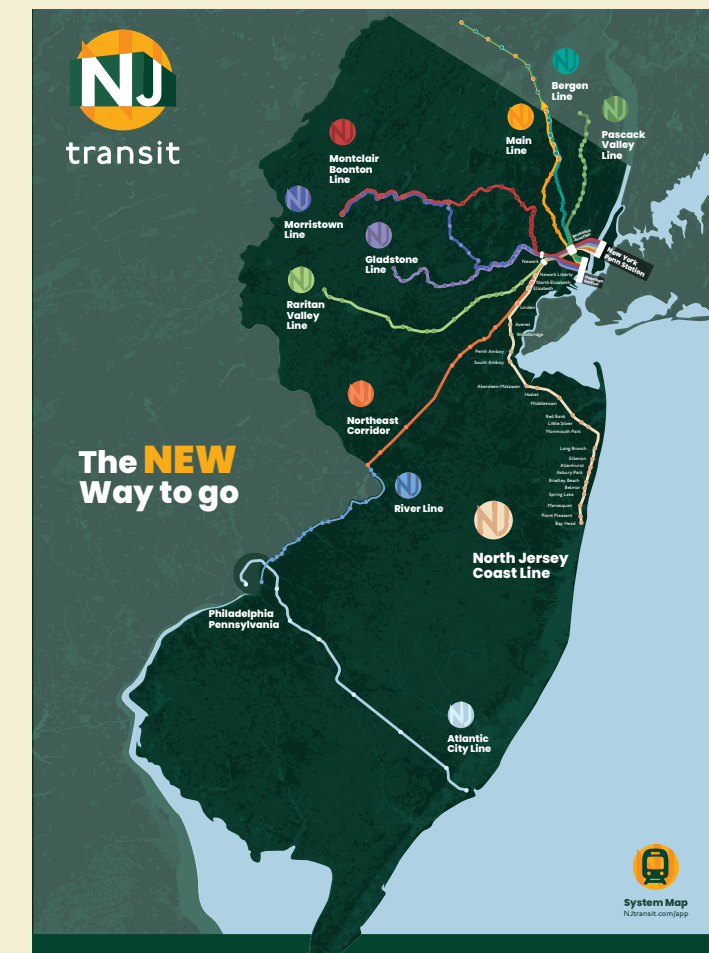 NJ
transit
Bergen
Line
Main
Line
Pascack
Valley
Line
Montclair
Boonton
Line
Morristown
Line
Gladstone
Line
Raritan
Valley
Line
New York
Penn Station
Newark
Newark Liberty
North Elizabeth
Elizabeth
Linden
Avenel
Woodbridge
Perth Amboy
South Amboy
Aberdeen-Matawan
Hazlet
Middletown
Red Bank
Little Silver
Monmouth Park
Long Branch
Elberon
Allenhurst
Asbury Park
Bradley Beach
Belmar
Spring Lake
Manasquan
Point Pleasant
Bay Head
Northeast
Corridor
The NEW
Way to go
River Line
North Jersey
Coast Line
Philadelphia
Pennsylvania
Atlantic
City Line
System Map
NJtransit.com/app